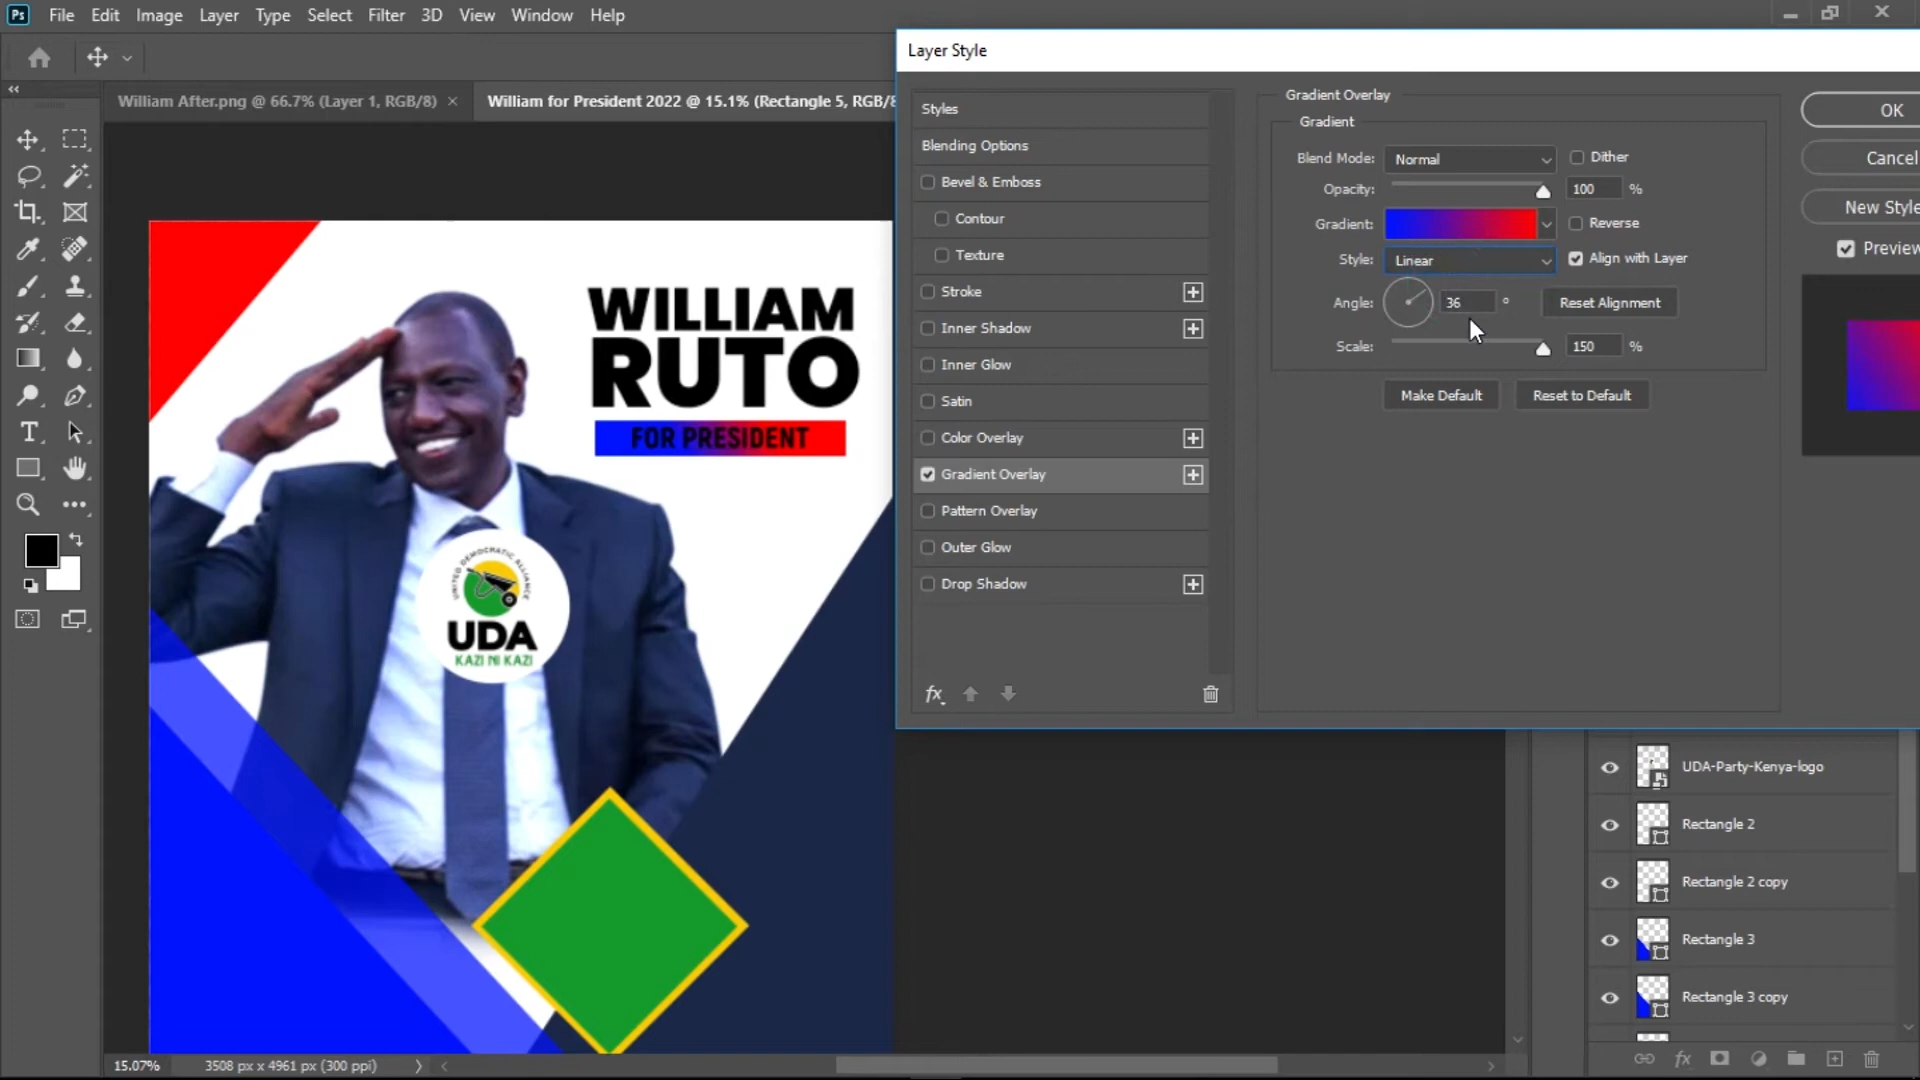 File Edit Image Layer Type Select Filter 3D View Window Help
William After.png @ 66.7% (Layer 1, RGB/8)
William for President 2022 @ 15.1% (Rectangle 5, RGB/8
WILLIAM
RUTO
FOR PRESIDENT
UNITED DEMOCRATIC ALLIANCE
UDA
KAZI NI KAZI
15.07%
3508 px x 4961 px (300 ppi)
Layer Style
Styles
Blending Options
Bevel & Emboss
Contour
Texture
Stroke
Inner Shadow
Inner Glow
Satin
Color Overlay
Gradient Overlay
Pattern Overlay
Outer Glow
Drop Shadow
fx
Gradient Overlay
Gradient
Blend Mode: Normal Dither
Opacity: 100 %
Gradient: Reverse
Style: Linear Align with Layer
Angle: 36 ° Reset Alignment
Scale: 150 %
Make Default Reset to Default
OK
Cancel
New Style
Preview
UDA-Party-Kenya-logo
Rectangle 2
Rectangle 2 copy
Rectangle 3
Rectangle 3 copy
fx